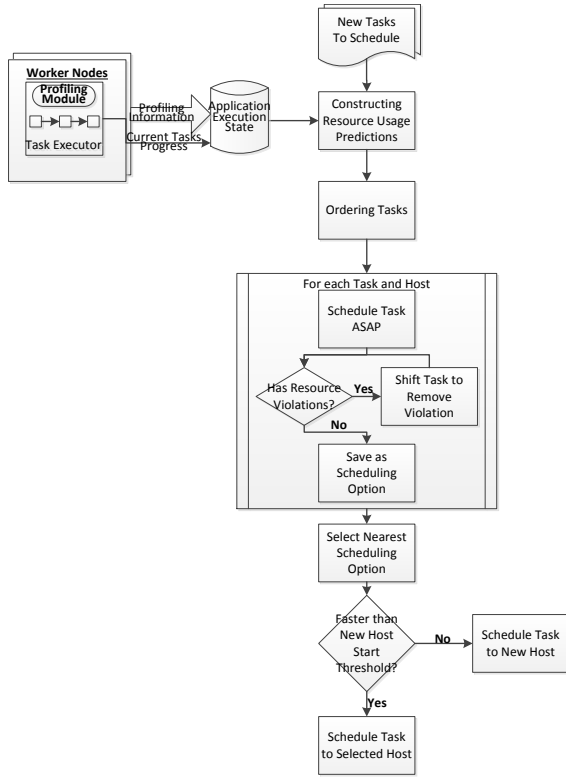 New Tasks
To Schedule
Worker Nodes
Profiling
Module
Task Executor
Profiling
Information
Current Tasks
Progress
Application
Execution
State
Constructing
Resource Usage
Predictions
Ordering Tasks
For each Task and Host
Schedule Task
ASAP
Has Resource
Violations?
Yes
Shift Task to
Remove
Violation
No
Save as
Scheduling
Option
Select Nearest
Scheduling
Option
Faster than
New Host
Start
Threshold?
No
Schedule Task
to New Host
Yes
Schedule Task
to Selected Host